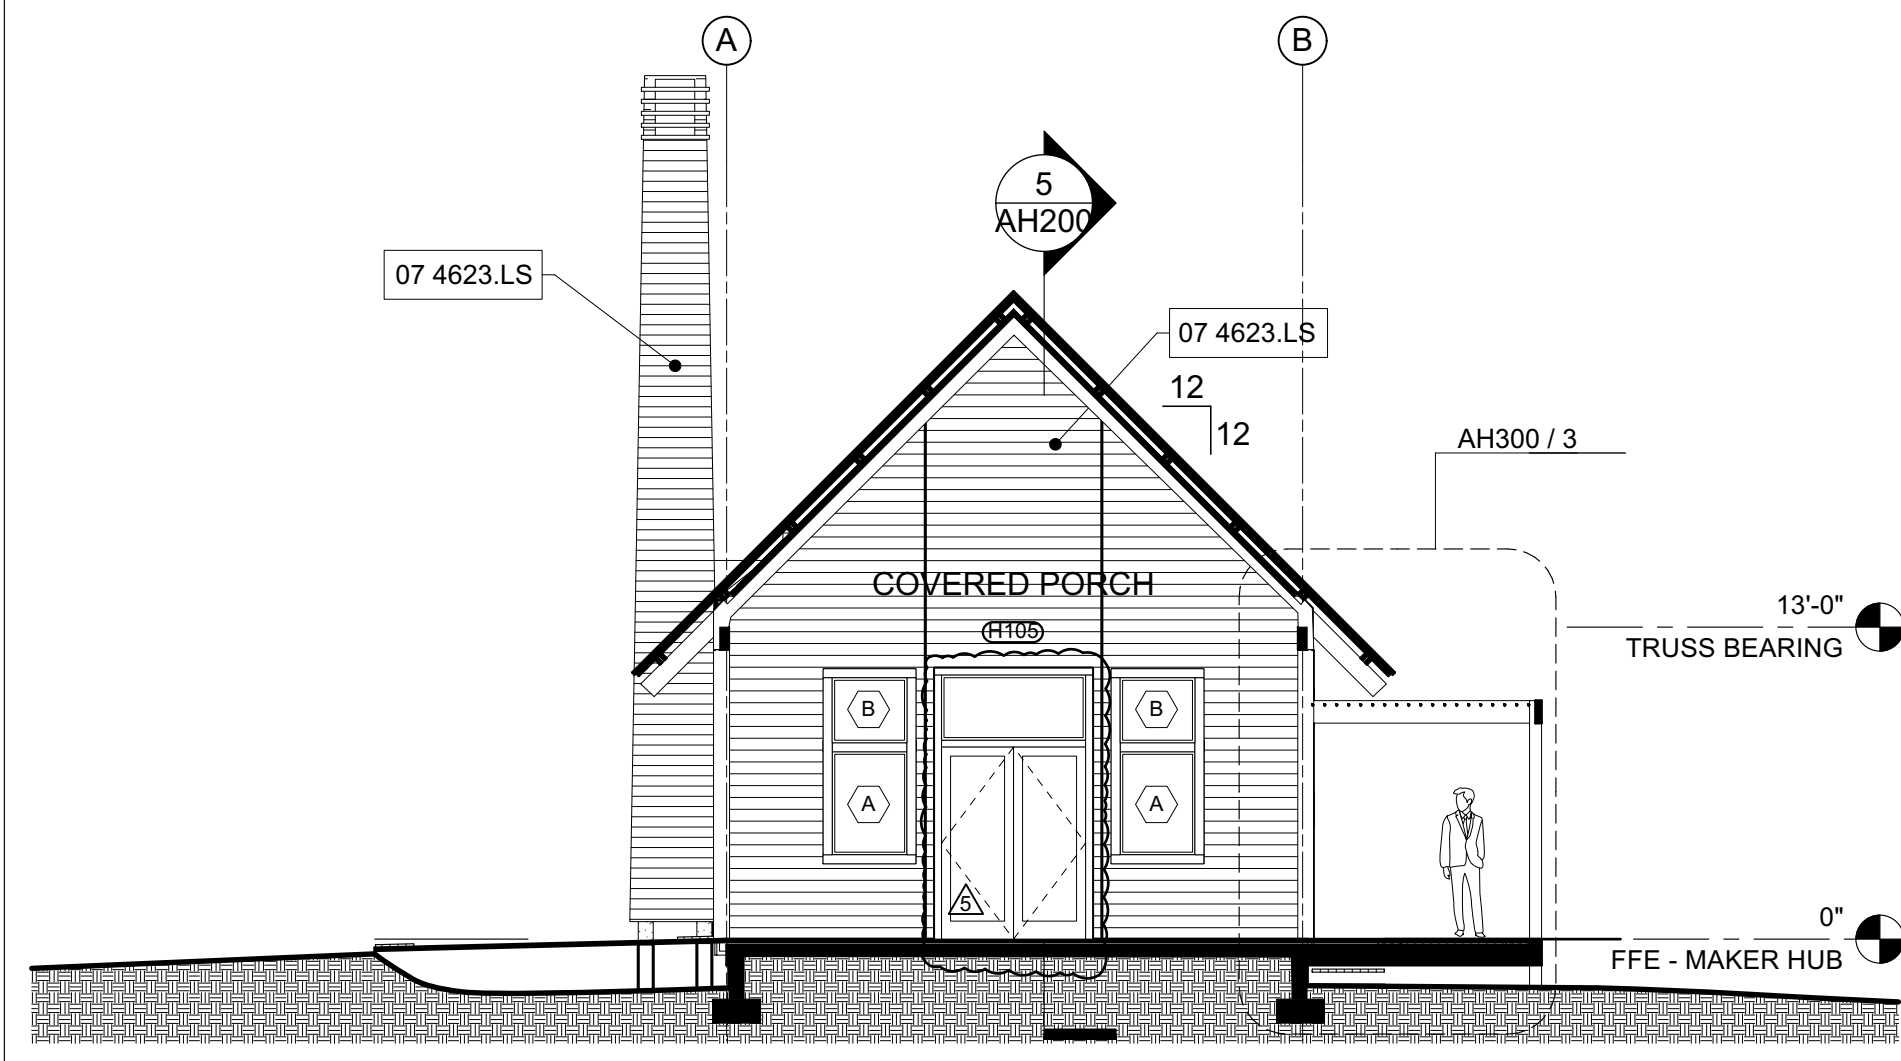 A
B
5
AH200
07 4623.LS
07 4623.LS
12
12
AH300 / 3
COVERED PORCH
13'-0"
H105
TRUSS BEARING
B
B
A
A
5
0"
FFE - MAKER HUB